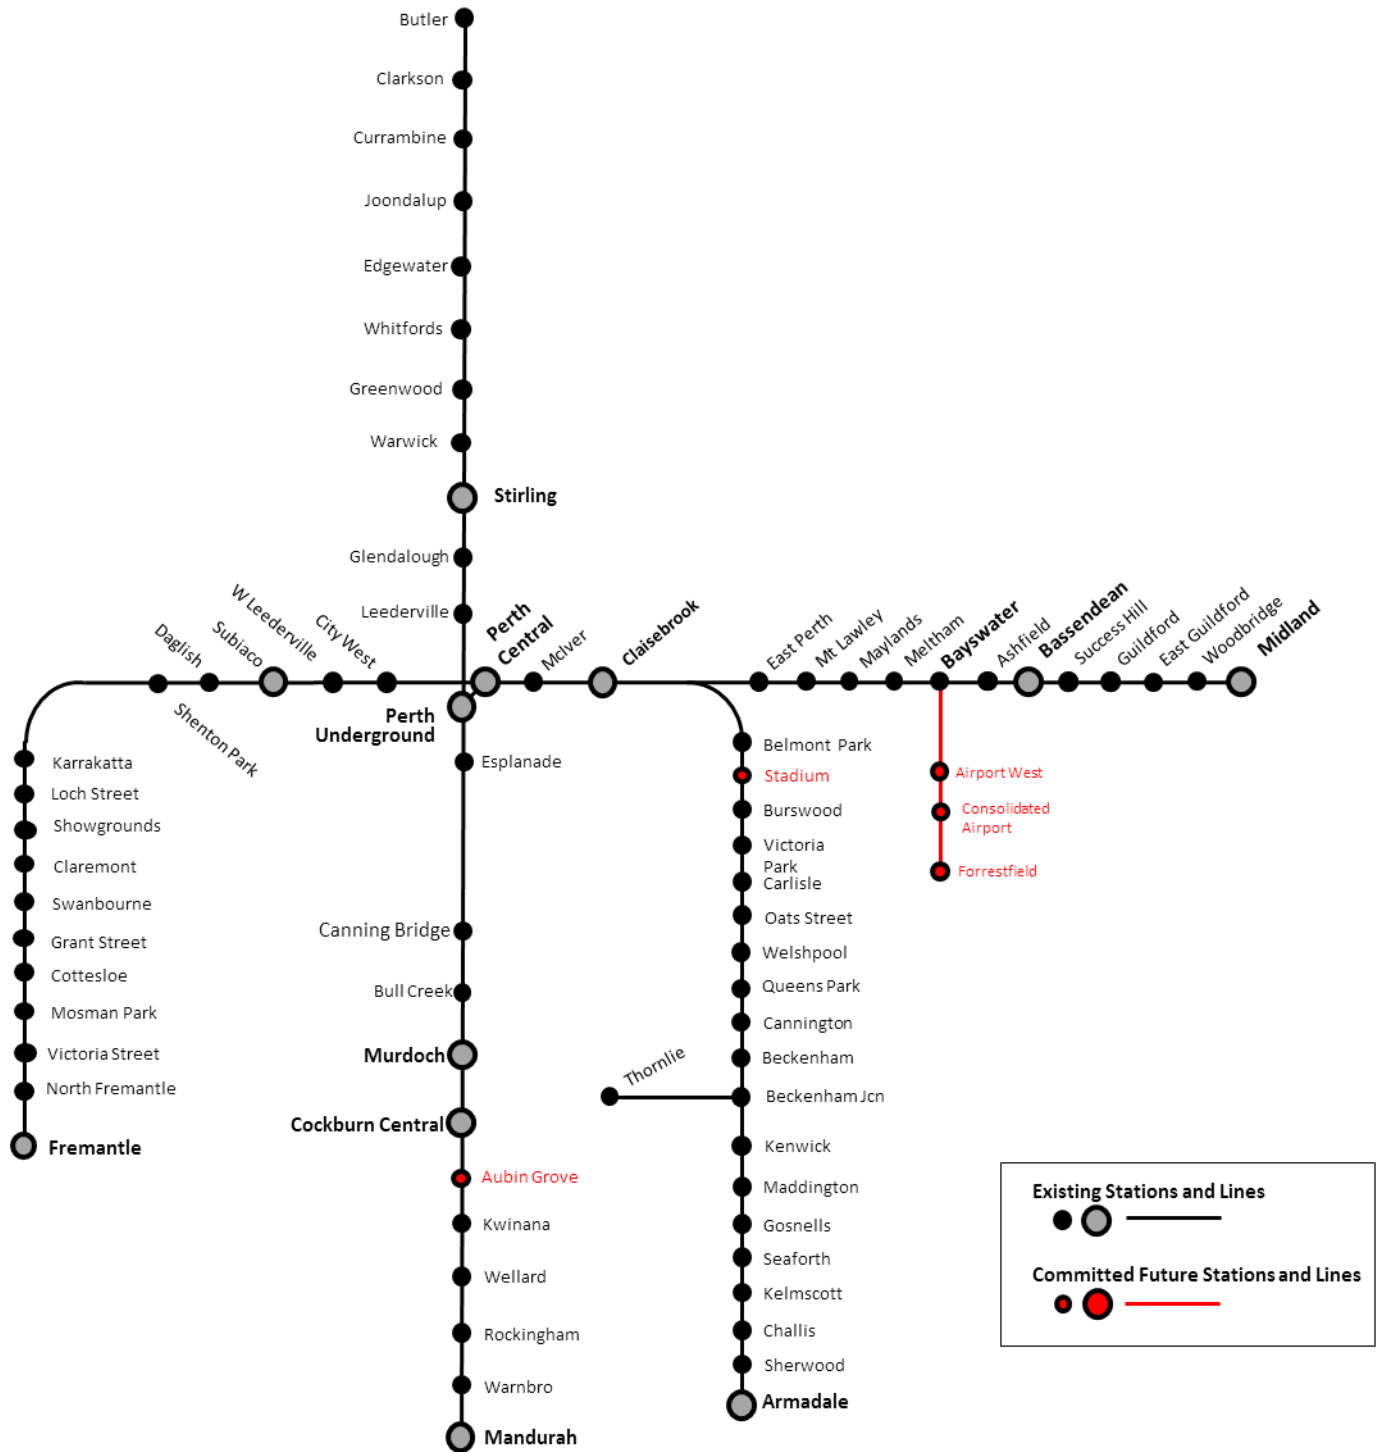 Butler
Clarkson
Currambine
Joondalup
Edgewater
Whitfords
Greenwood
Warwick
Stirling
Glendalough
Leederville
Daglish
Shenton Park
Subiaco
W Leederville
City West
Perth
Central
McIver
Claisebrook
East Perth
Mt Lawley
Maylands
Meltham
Bayswater
Ashfield
Bassendean
Success Hill
Guildford
East Guildford
Woodbridge
Midland
Perth
Underground
Esplanade
Karrakatta
Loch Street
Showgrounds
Claremont
Swanbourne
Grant Street
Cottesloe
Mosman Park
Victoria Street
North Fremantle
Fremantle
Canning Bridge
Bull Creek
Murdoch
Cockburn Central
Aubin Grove
Kwinana
Wellard
Rockingham
Warnbro
Mandurah
Belmont Park
Stadium
Burswood
Victoria
Park
Carlisle
Oats Street
Welshpool
Queens Park
Cannington
Beckenham
Thornlie
Beckenham Jcn
Kenwick
Maddington
Gosnells
Seaforth
Kelmscott
Challis
Sherwood
Armadale
Airport West
Consolidated
Airport
Forrestfield
Existing Stations and Lines
Committed Future Stations and Lines